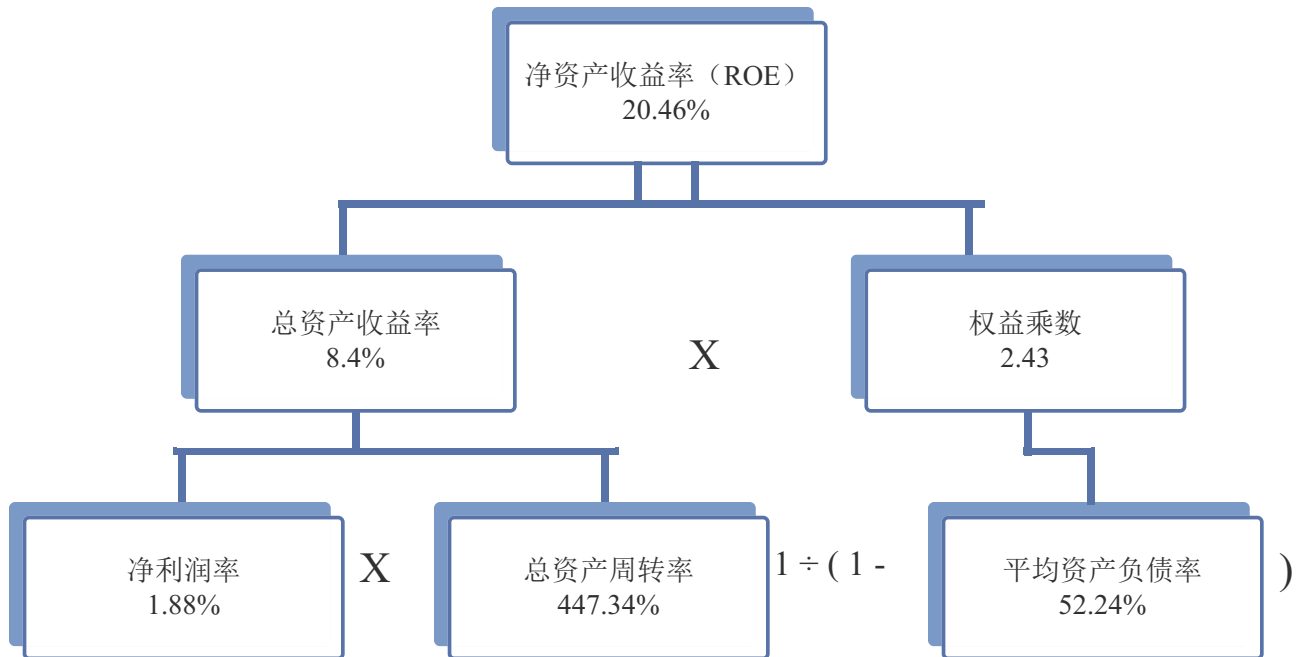 净资产收益率（ROE）
20.46%
总资产收益率
8.4%
X
权益乘数
2.43
净利润率
1.88%
X
总资产周转率
447.34%
1 ÷ ( 1 -
平均资产负债率
52.24%
)